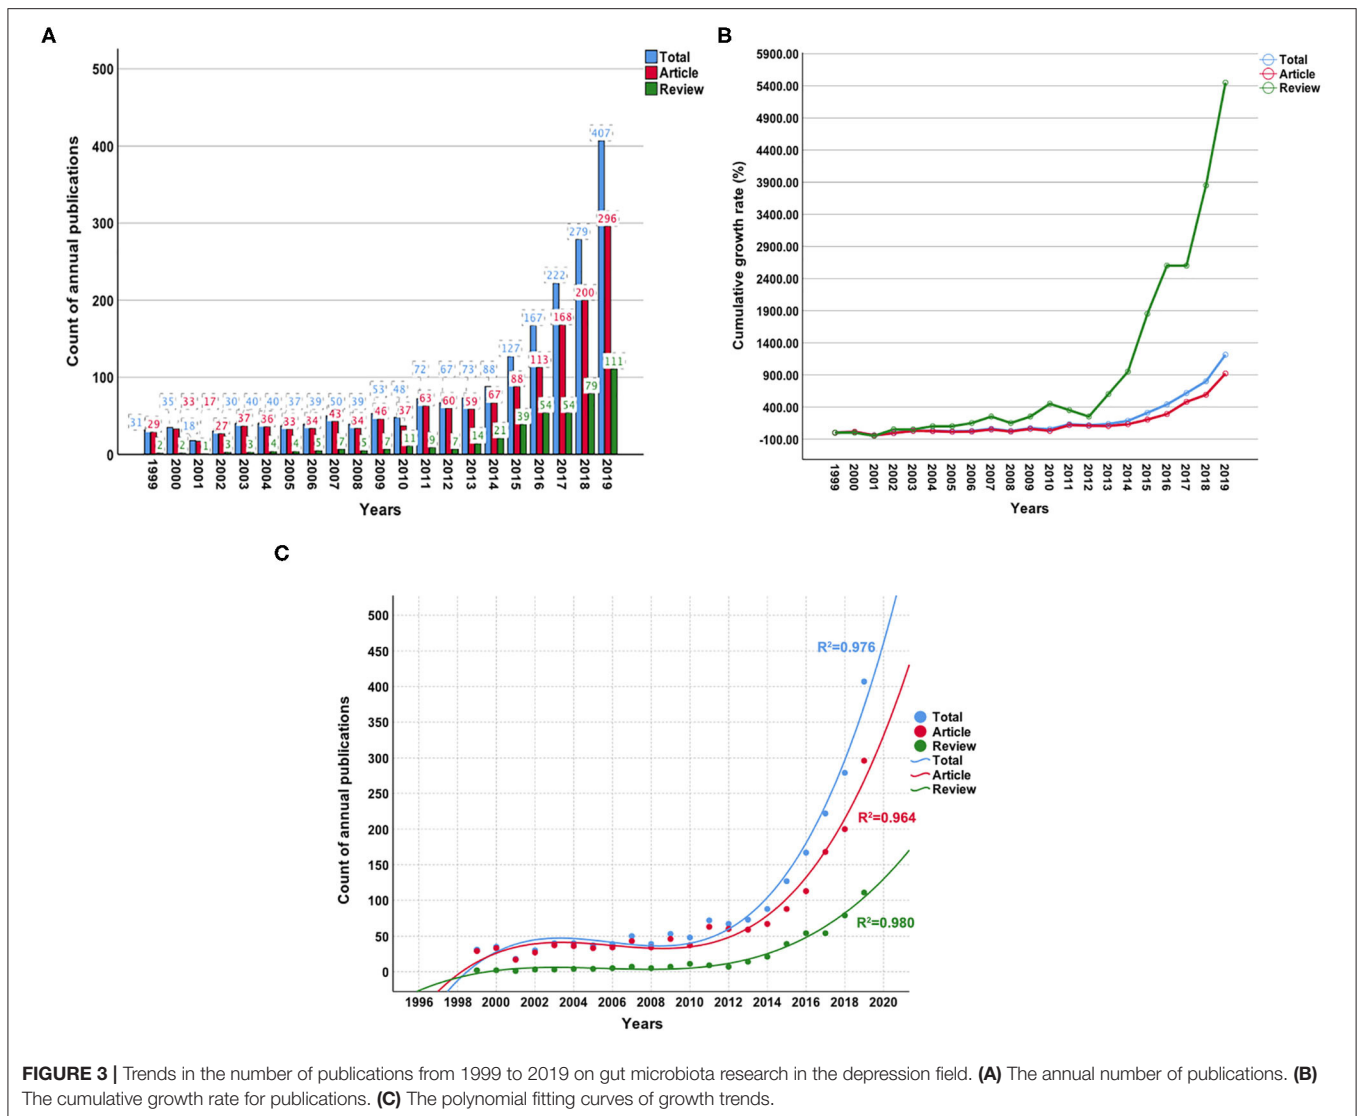 A
500
400
300
200
100
0
Count of annual publications
Total
Article
Review
31 29 2
35 33 2
18 17 1
30 27 3
40 37 3
40 36 4
37 33 4
39 34 5
50 43 7
39 34 5
53 46 7
48 37 11
72 63 9
67 60 7
73 59 14
88 67 21
127 88 39
167 113 54
222 168 54
279 200 79
407 296 111
1999 2000 2001 2002 2003 2004 2005 2006 2007 2008 2009 2010 2011 2012 2013 2014 2015 2016 2017 2018 2019
Years
B
5900.00
5400.00
4900.00
4400.00
3900.00
3400.00
2900.00
2400.00
1900.00
1400.00
900.00
400.00
-100.00
Cumulative growth rate (%)
Total
Article
Review
1999 2000 2001 2002 2003 2004 2005 2006 2007 2008 2009 2010 2011 2012 2013 2014 2015 2016 2017 2018 2019
Years
C
500
450
400
350
300
250
200
150
100
50
0
Count of annual publications
R²=0.976
R²=0.964
R²=0.980
Total
Article
Review
Total
Article
Review
1996 1998 2000 2002 2004 2006 2008 2010 2012 2014 2016 2018 2020
Years
FIGURE 3 | Trends in the number of publications from 1999 to 2019 on gut microbiota research in the depression field. (A) The annual number of publications. (B)
The cumulative growth rate for publications. (C) The polynomial fitting curves of growth trends.